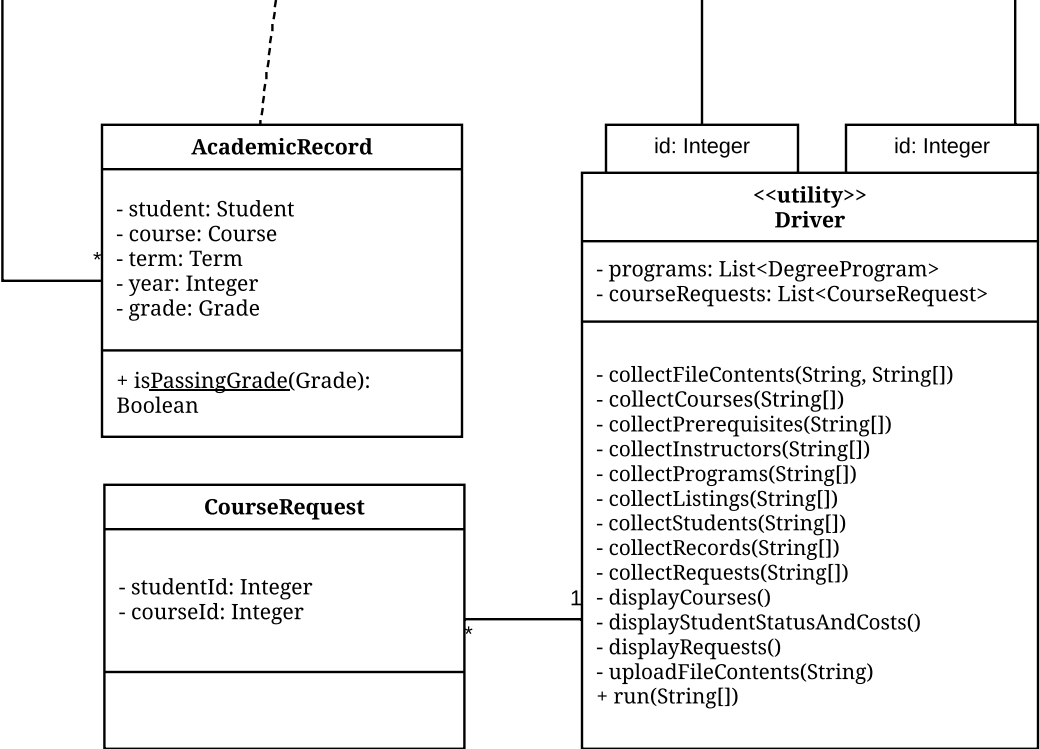 AcademicRecord
- student: Student
- course: Course
* - term: Term
- year: Integer
- grade: Grade
+ isPassingGrade(Grade):
Boolean
CourseRequest
- studentId: Integer
- courseId: Integer
*
1
id: Integer
id: Integer
<<utility>>
Driver
- programs: List<DegreeProgram>
- courseRequests: List<CourseRequest>
- collectFileContents(String, String[])
- collectCourses(String[])
- collectPrerequisites(String[])
- collectInstructors(String[])
- collectPrograms(String[])
- collectListings(String[])
- collectStudents(String[])
- collectRecords(String[])
- collectRequests(String[])
- displayCourses()
- displayStudentStatusAndCosts()
- displayRequests()
- uploadFileContents(String)
+ run(String[])